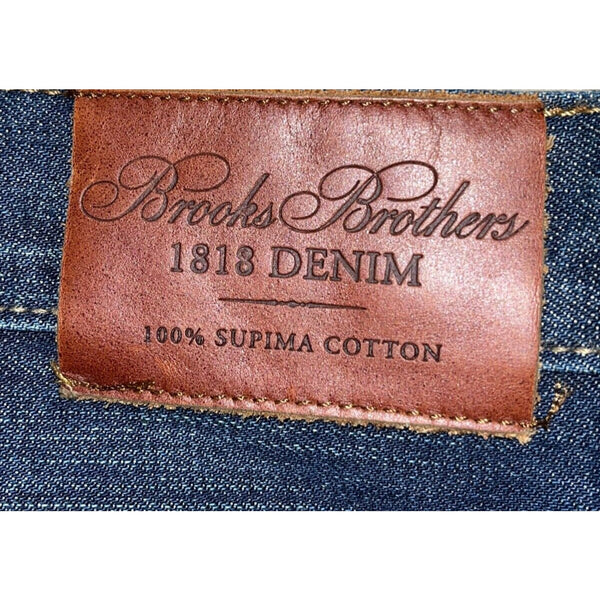 Brooks Brothers
1818 DENIM
100% SUPIMA COTTON